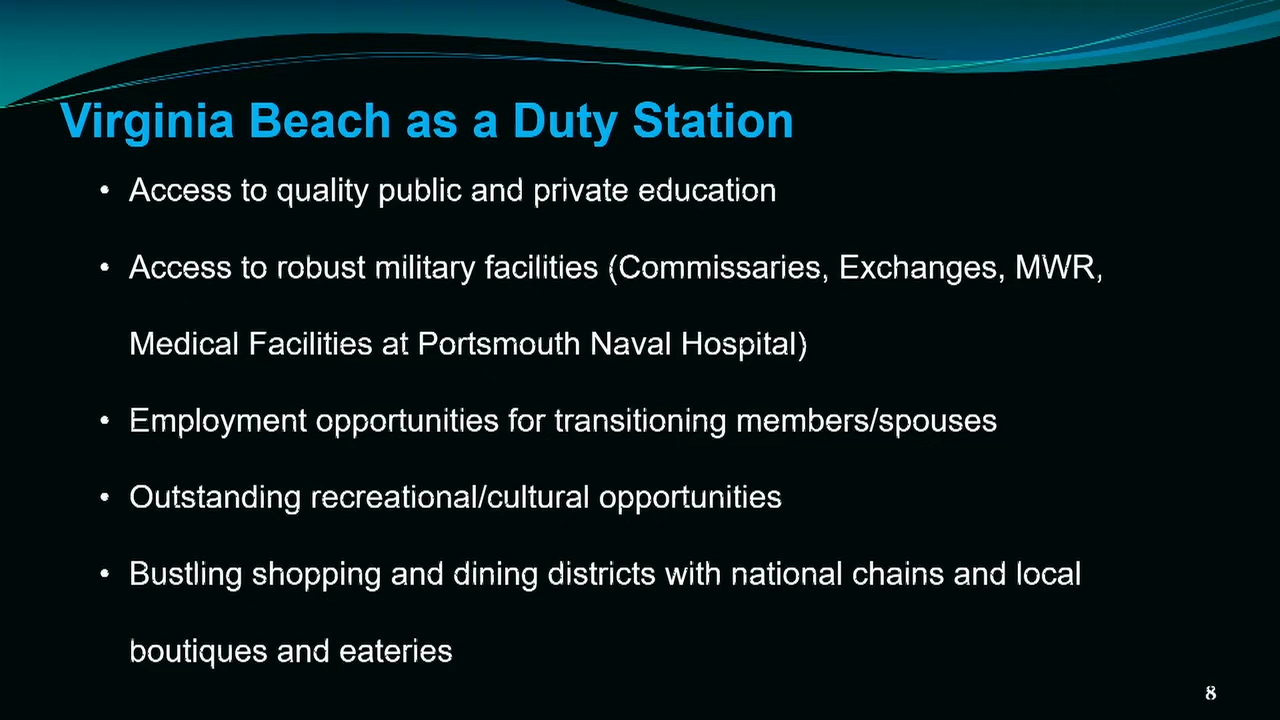 Virginia Beach as a Duty Station
• Access to quality public and private education
• Access to robust military facilities (Commissaries, Exchanges, MWR,
Medical Facilities at Portsmouth Naval Hospital)
• Employment opportunities for transitioning members/spouses
• Outstanding recreational/cultural opportunities
• Bustling shopping and dining districts with national chains and local
boutiques and eateries
8